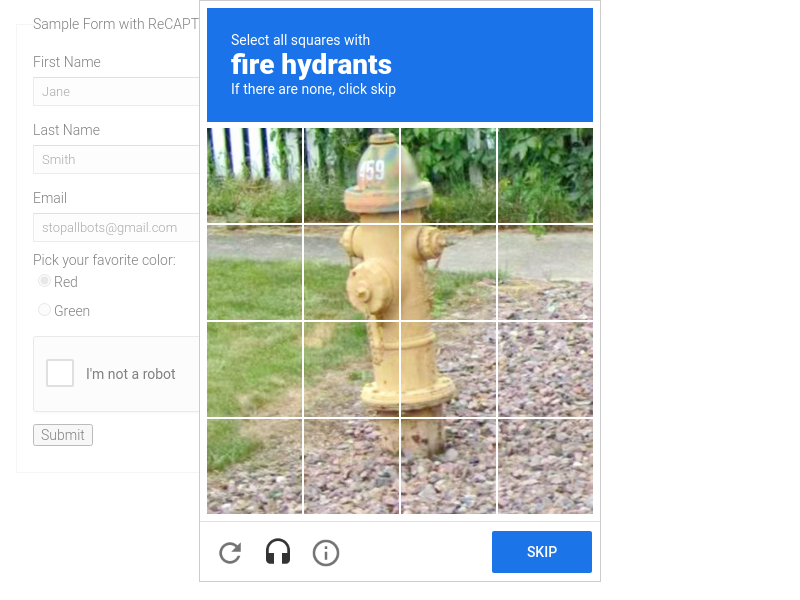 Sample Form with ReCAPT
First Name
Jane
Last Name
Smith
Email
stopallbots@gmail.com
Pick your favorite color:
Red
Green
I'm not a robot
Submit
Select all squares with
fire hydrants
If there are none, click skip
459
SKIP